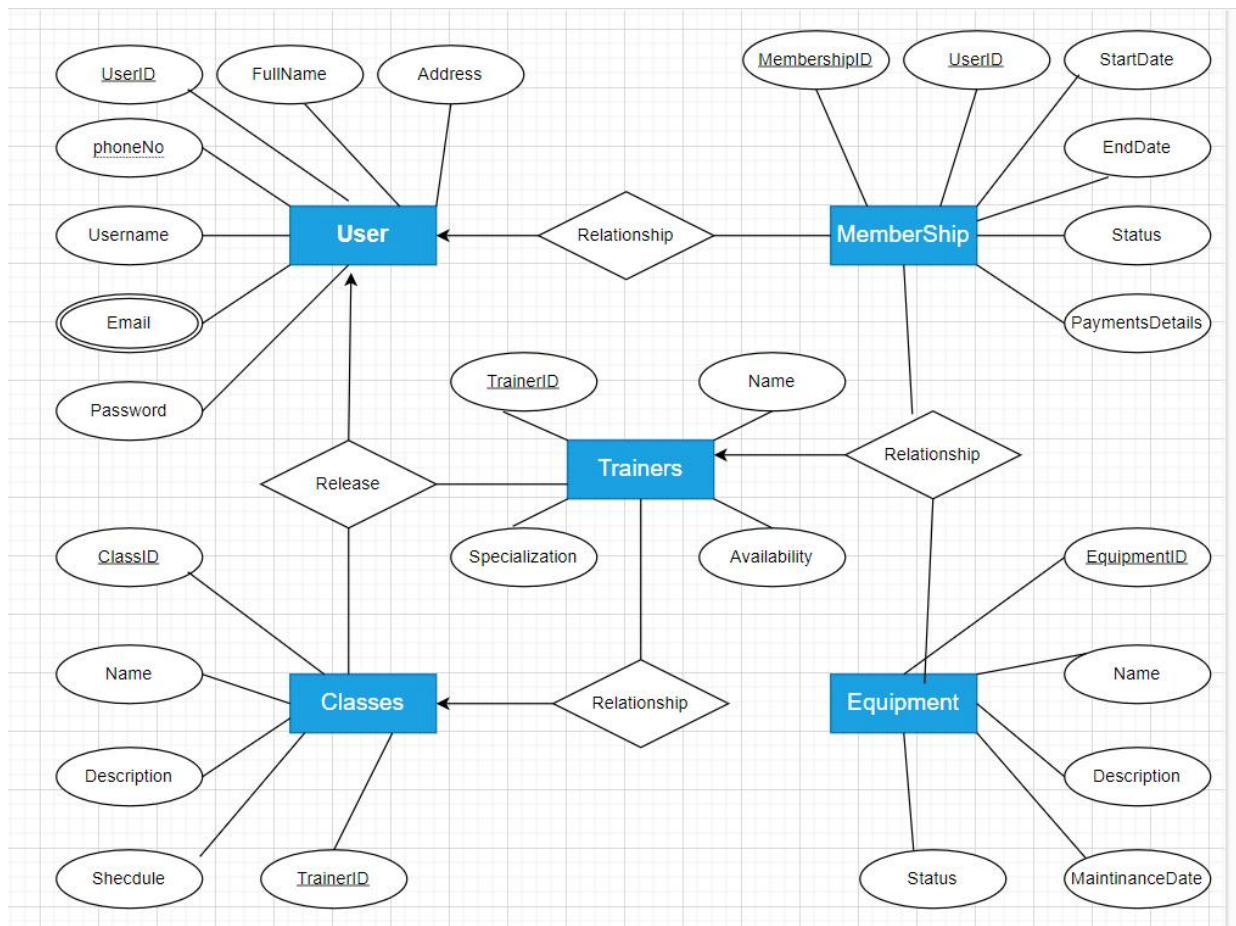 UserID
FullName
Address
MembershipID
UserID
StartDate
phoneNo
EndDate
Username
User
Relationship
MemberShip
Status
Email
PaymentsDetails
TrainerID
Name
Password
Trainers
Relationship
Release
ClassID
Specialization
Availability
EquipmentID
Name
Classes
Relationship
Equipment
Name
Description
Description
Shecdule
TrainerID
Status
MaintinanceDate